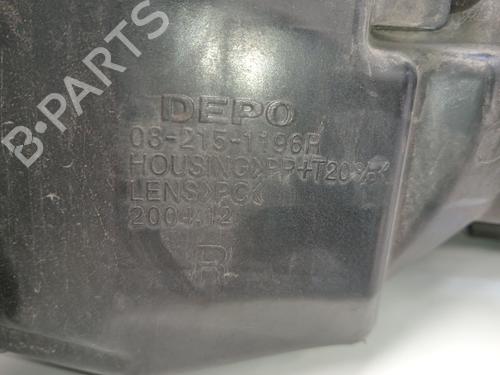 DEPO
08-215-1196R
HOUSING>PP+T20%<
LENS>PC<
2004.12
R
B-PARTS